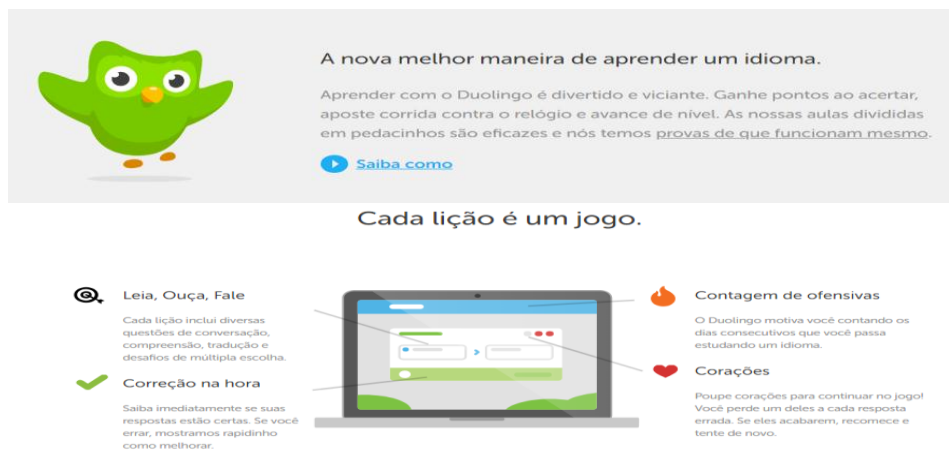 A nova melhor maneira de aprender um idioma.
Aprender com o Duolingo é divertido e viciante. Ganhe pontos ao acertar,
aposte corrida contra o relógio e avance de nível. As nossas aulas divididas
em pedacinhos são eficazes e nós temos provas de que funcionam mesmo.
Saiba como
Cada lição é um jogo.
Leia, Ouça, Fale
Cada lição inclui diversas
questões de conversação,
compreensão, tradução e
desafios de múltipla escolha.
Correção na hora
Saiba imediatamente se suas
respostas estão certas. Se você
errar, mostramos rapidinho
como melhorar.
Contagem de ofensivas
O Duolingo motiva você contando os
dias consecutivos que você passa
estudando um idioma.
Corações
Poupe corações para continuar no jogo!
Você perde um deles a cada resposta
errada. Se eles acabarem, recomece e
tente de novo.